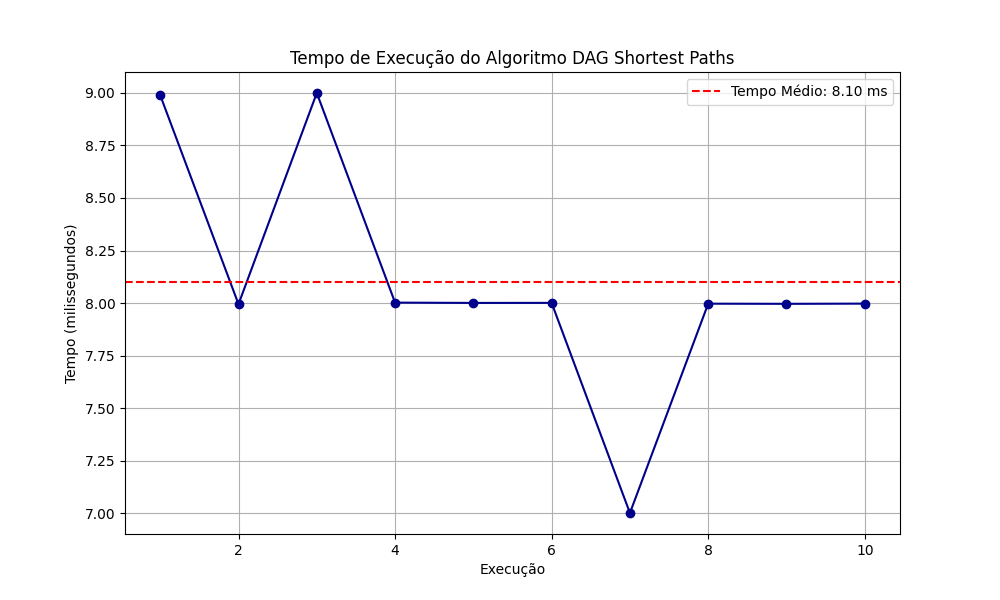 Tempo de Execução do Algoritmo DAG Shortest Paths
Tempo Médio: 8.10 ms
Tempo (milissegundos)
9.00
8.75
8.50
8.25
8.00
7.75
7.50
7.25
7.00
2 4 6 8 10
Execução